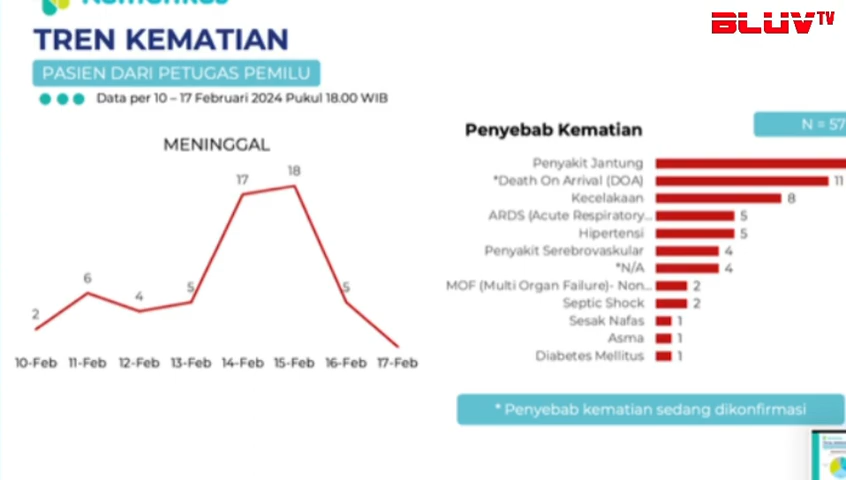 BLUV TV
TREN KEMATIAN
PASIEN DARI PETUGAS PEMILU
Data per 10 – 17 Februari 2024 Pukul 18.00 WIB
MENINGGAL
2
6
4
5
17
18
5
10-Feb 11-Feb 12-Feb 13-Feb 14-Feb 15-Feb 16-Feb 17-Feb
N = 57
Penyebab Kematian
Penyakit Jantung
*Death On Arrival (DOA) 11
Kecelakaan 8
ARDS (Acute Respiratory... 5
Hipertensi 5
Penyakit Serebrovaskular 4
*N/A 4
MOF (Multi Organ Failure)- Non... 2
Septic Shock 2
Sesak Nafas 1
Asma 1
Diabetes Mellitus 1
* Penyebab kematian sedang dikonfirmasi